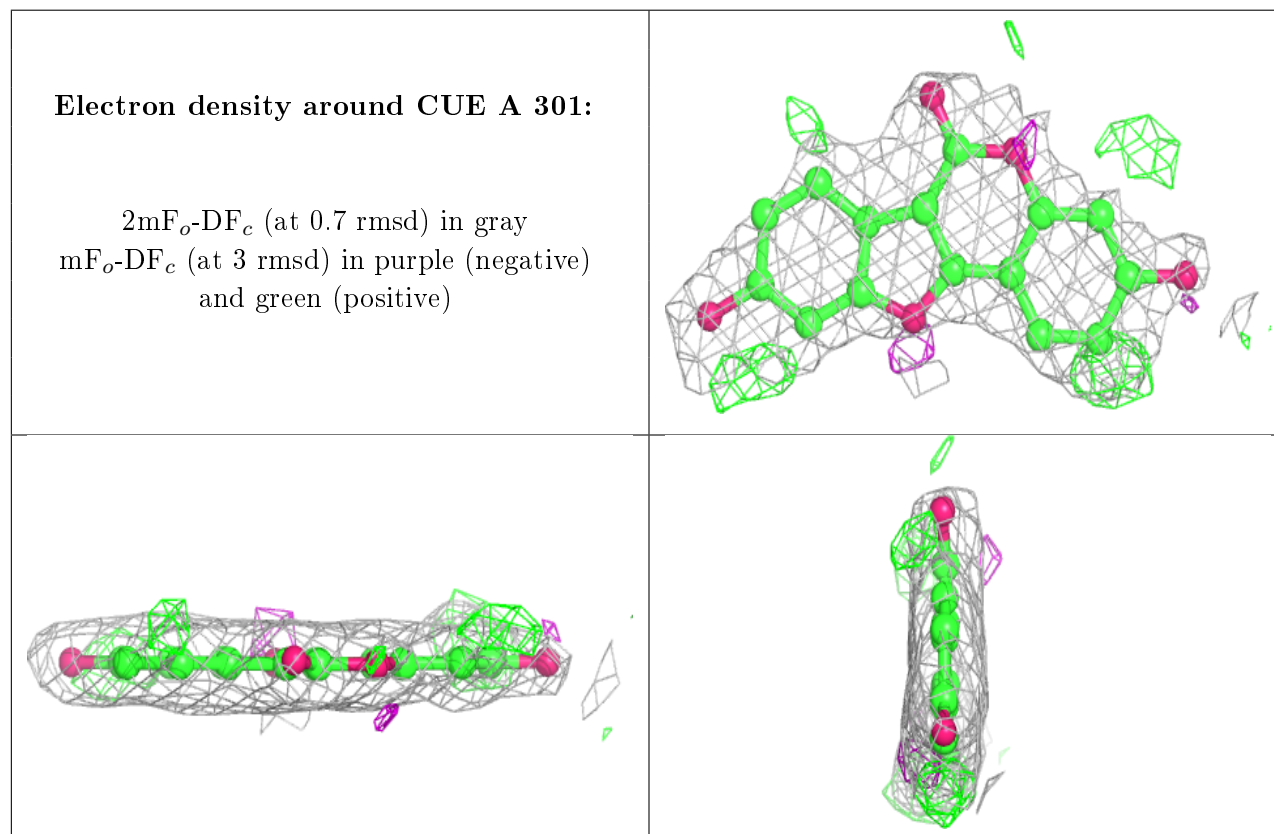 Electron density around CUE A 301:
2mFₒ-DF𝒸 (at 0.7 rmsd) in gray
mFₒ-DF𝒸 (at 3 rmsd) in purple (negative)
and green (positive)